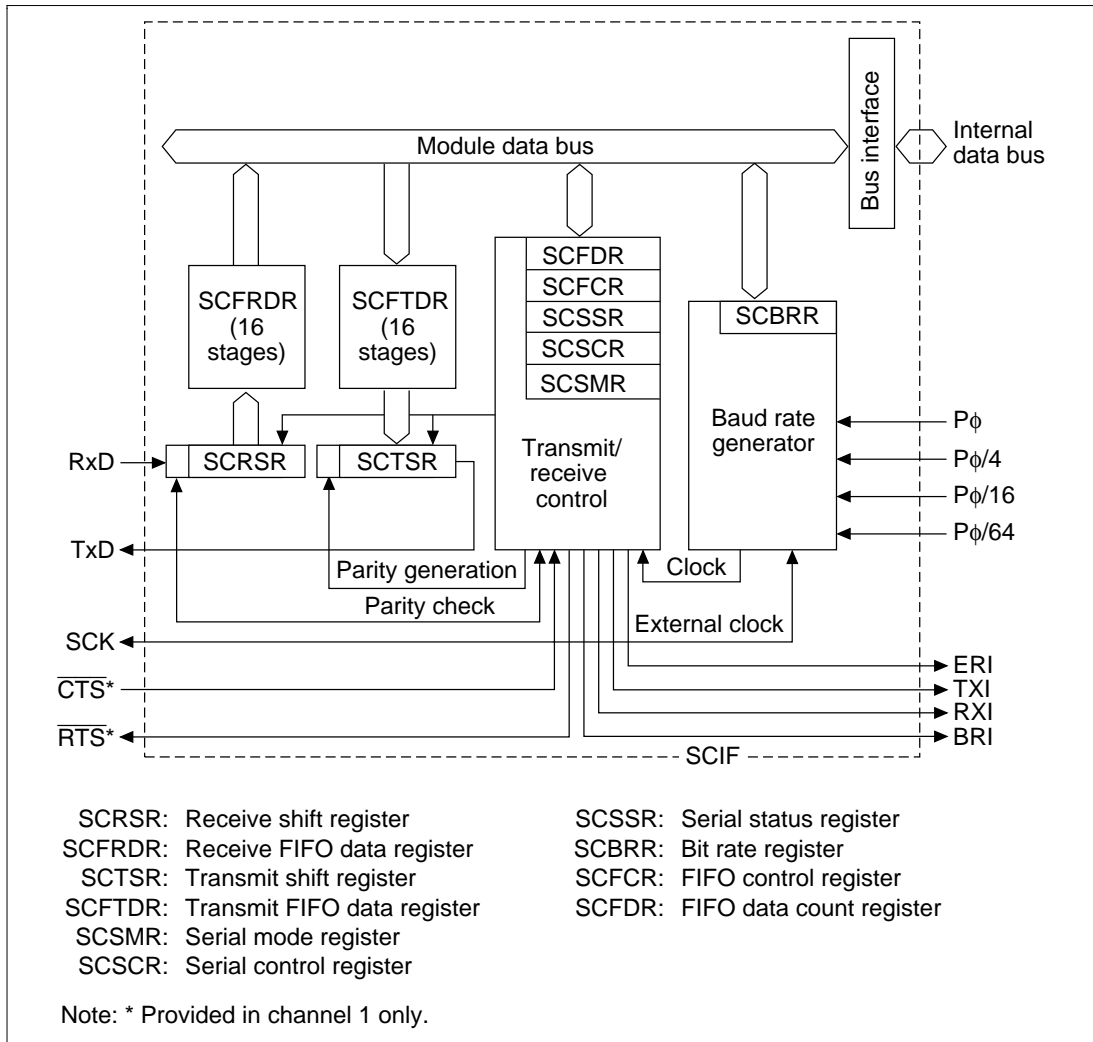 Bus interface
Internal
data bus
Module data bus
SCFRDR
(16
stages)
SCFTDR
(16
stages)
SCFDR
SCFCR
SCSSR
SCSCR
SCSMR
Transmit/
receive
control
SCBRR
Baud rate
generator
Pϕ
Pϕ/4
Pϕ/16
Pϕ/64
RxD
SCRSR
SCTSR
TxD
Parity generation
Clock
Parity check
SCK
External clock
CTS*
RTS*
ERI
TXI
RXI
BRI
SCIF
SCRSR: Receive shift register
SCFRDR: Receive FIFO data register
SCTSR: Transmit shift register
SCFTDR: Transmit FIFO data register
SCSMR: Serial mode register
SCSCR: Serial control register
SCSSR: Serial status register
SCBRR: Bit rate register
SCFCR: FIFO control register
SCFDR: FIFO data count register
Note: * Provided in channel 1 only.